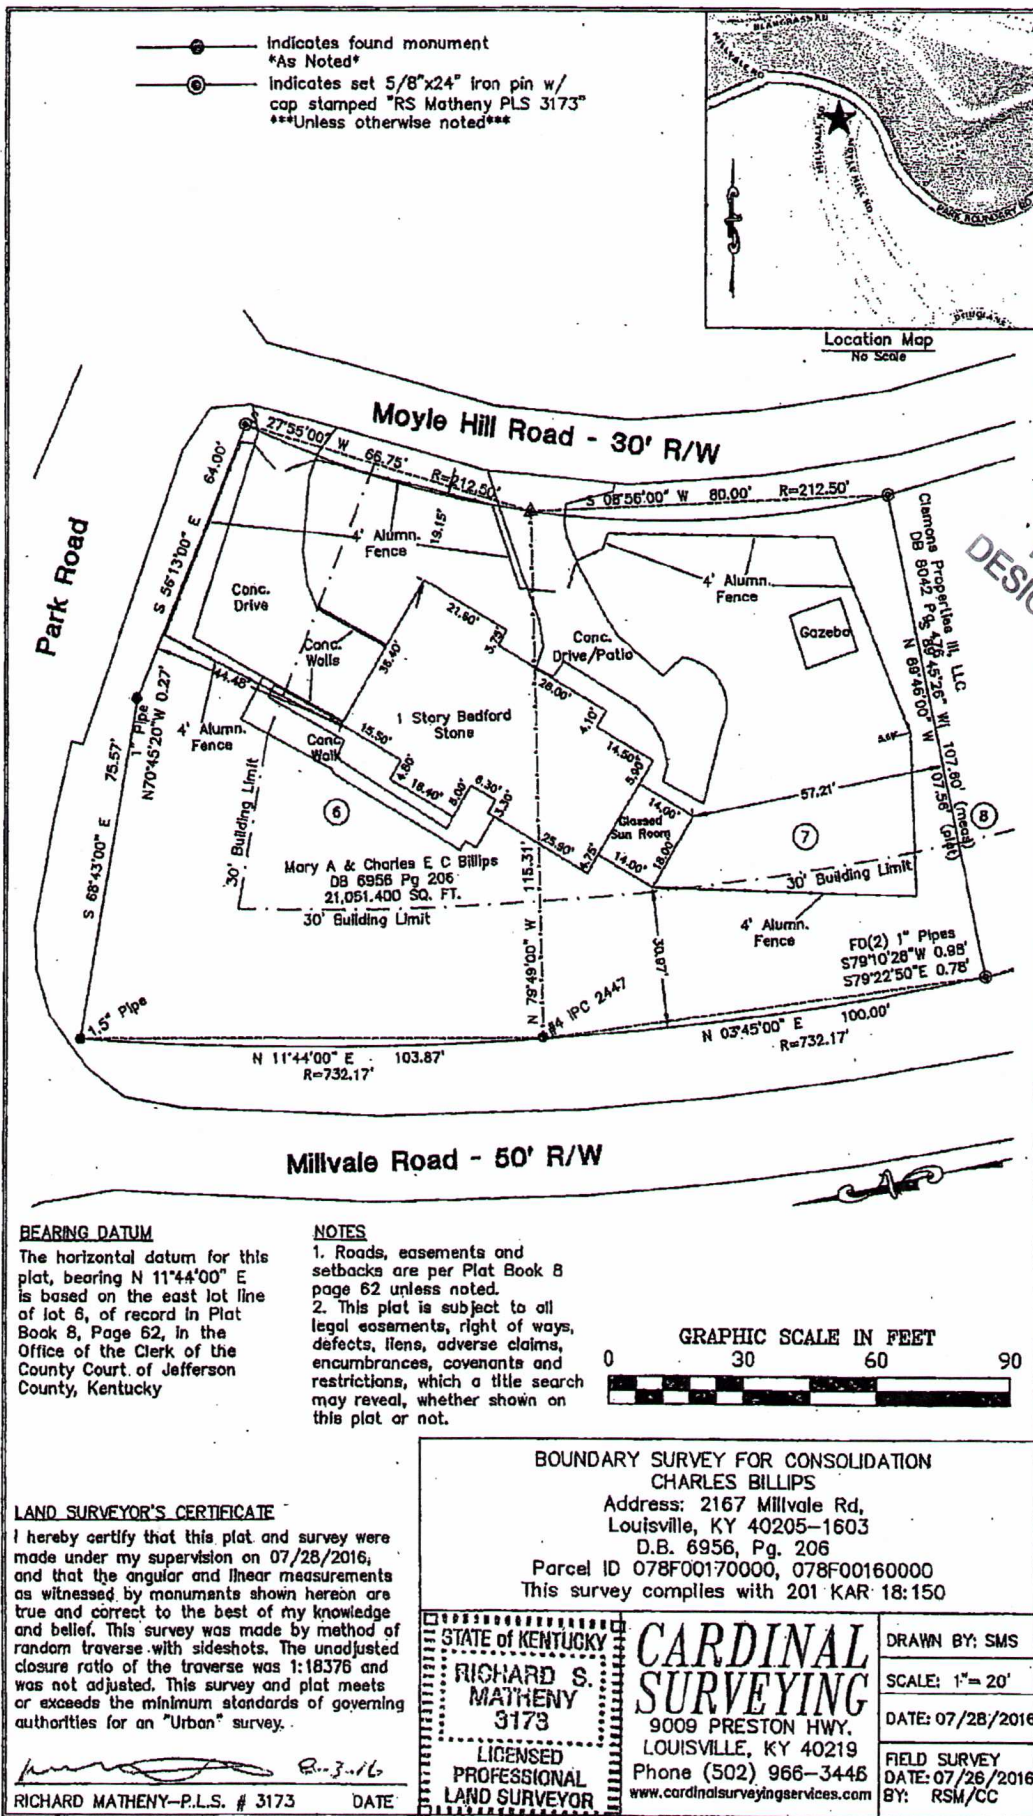 Indicates found monument
*As Noted*
Indicates set 5/8"x24" iron pin w/
cap stamped "RS Matheny PLS 3173"
***Unless otherwise noted***
MILLVALE RD
PARK BOUNDARY RD
Location Map
No Scale
Moyle Hill Road - 30' R/W
Park Road
27°55'00" W 66.75' R=212.50'
S 08°56'00" W 80.00' R=212.50'
64.00'
S 56°13'00" E
19.15'
4' Alumn.
Fence
4' Alumn.
Fence
Clamons Properties III, LLC
DB 8042 Pg 476
S 89°45'26" W 107.60' (meas)
N 89°46'00" W 107.56' (plat)
DESIG
Conc.
Drive
Conc.
Walls
Gazebo
21.60'
3.75'
36.40'
Conc.
Drive/Patio
28.00'
4.10'
14.50'
5.90'
44.48'
1" Pipe
N70°45'20"W 0.27'
4' Alumn.
Fence
Conc.
Walk
15.50'
4.80'
18.40'
5.00'
6.30'
3.30'
1 Story Bedford
Stone
14.00'
Glassed
Sun Room
18.00'
14.00'
4.75'
25.90'
57.21'
75.57'
S 68°43'00" E
30' Building Limit
6
7
8
Mary A & Charles E C Billips
DB 6956 Pg 206
21,051.400 SQ. FT.
30' Building Limit
30' Building Limit
N 79°49'00" W 115.31'
4' Alumn.
Fence
30.97'
FD(2) 1" Pipes
S79°10'28"W 0.98'
S79°22'50"E 0.78'
1.5" Pipe
#4 IPC 2447
N 11°44'00" E 103.87'
R=732.17'
N 03°45'00" E 100.00'
R=732.17'
Millvale Road - 50' R/W
BEARING DATUM
The horizontal datum for this
plat, bearing N 11°44'00" E
is based on the east lot line
of lot 6, of record in Plat
Book 8, Page 62, in the
Office of the Clerk of the
County Court of Jefferson
County, Kentucky
NOTES
1. Roads, easements and
setbacks are per Plat Book 8
page 62 unless noted.
2. This plat is subject to all
legal easements, right of ways,
defects, liens, adverse claims,
encumbrances, covenants and
restrictions, which a title search
may reveal, whether shown on
this plat or not.
GRAPHIC SCALE IN FEET
0 30 60 90
LAND SURVEYOR'S CERTIFICATE
I hereby certify that this plat and survey were
made under my supervision on 07/28/2016,
and that the angular and linear measurements
as witnessed by monuments shown hereon are
true and correct to the best of my knowledge
and belief. This survey was made by method of
random traverse with sideshots. The unadjusted
closure ratio of the traverse was 1:18376 and
was not adjusted. This survey and plat meets
or exceeds the minimum standards of governing
authorities for an "Urban" survey.
8-3-16
RICHARD MATHENY-P.L.S. # 3173 DATE
BOUNDARY SURVEY FOR CONSOLIDATION
CHARLES BILLIPS
Address: 2167 Millvale Rd,
Louisville, KY 40205-1603
D.B. 6956, Pg. 206
Parcel ID 078F00170000, 078F00160000
This survey complies with 201 KAR 18:150
STATE of KENTUCKY
RICHARD S.
MATHENY
3173
LICENSED
PROFESSIONAL
LAND SURVEYOR
CARDINAL
SURVEYING
9009 PRESTON HWY.
LOUISVILLE, KY 40219
Phone (502) 966-3446
www.cardinalsurveyingservices.com
DRAWN BY: SMS
SCALE: 1"= 20'
DATE: 07/28/2016
FIELD SURVEY
DATE: 07/26/2016
BY: RSM/CC